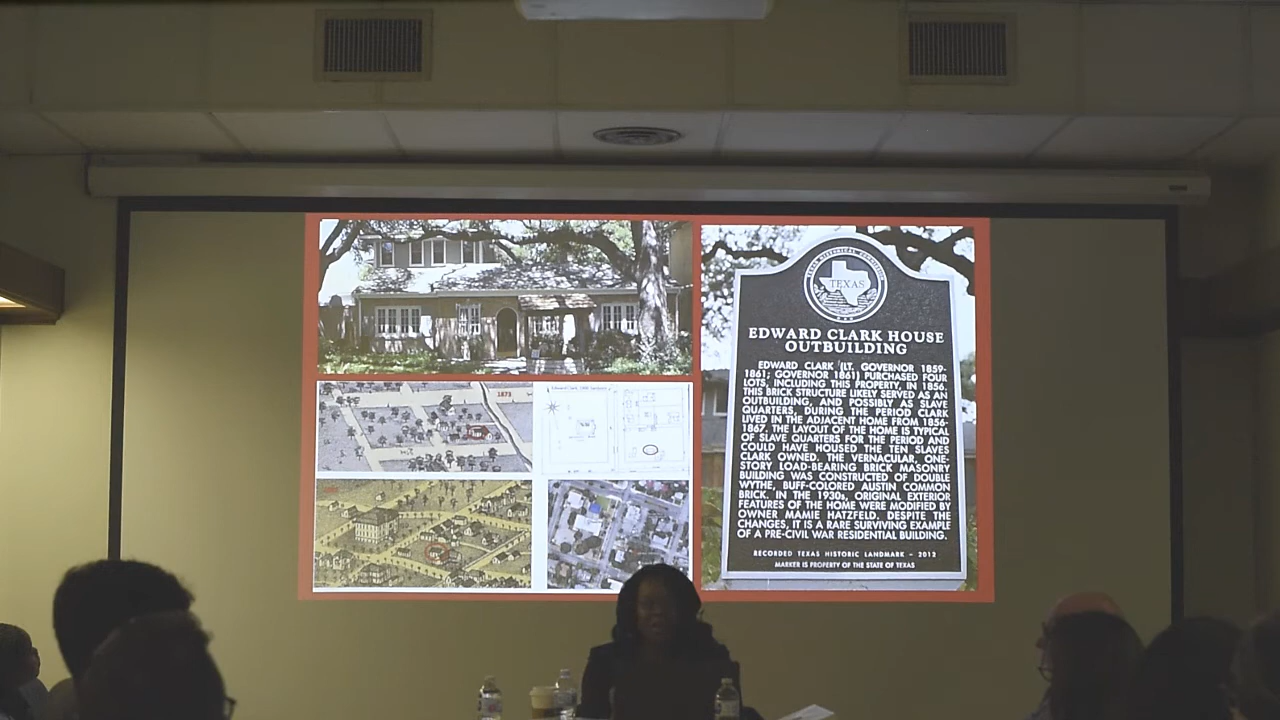 1873
TEXAS HISTORICAL COMMISSION
TEXAS
EDWARD CLARK HOUSE
OUTBUILDING
EDWARD CLARK (LT. GOVERNOR 1859-
1861; GOVERNOR 1861) PURCHASED FOUR
LOTS, INCLUDING THIS PROPERTY, IN 1856.
THIS BRICK STRUCTURE LIKELY SERVED AS AN
OUTBUILDING, AND POSSIBLY AS SLAVE
QUARTERS, DURING THE PERIOD CLARK
LIVED IN THE ADJACENT HOME FROM 1856-
1867. THE LAYOUT OF THE HOME IS TYPICAL
OF SLAVE QUARTERS FOR THE PERIOD AND
COULD HAVE HOUSED THE TEN SLAVES
CLARK OWNED. THE VERNACULAR, ONE-
STORY LOAD-BEARING BRICK MASONRY
BUILDING WAS CONSTRUCTED OF DOUBLE
WYTHE, BUFF-COLORED AUSTIN COMMON
BRICK. IN THE 1930s, ORIGINAL EXTERIOR
FEATURES OF THE HOME WERE MODIFIED BY
OWNER MAMIE HATZFELD. DESPITE THE
CHANGES, IT IS A RARE SURVIVING EXAMPLE
OF A PRE-CIVIL WAR RESIDENTIAL BUILDING.
RECORDED TEXAS HISTORIC LANDMARK – 2012
MARKER IS PROPERTY OF THE STATE OF TEXAS